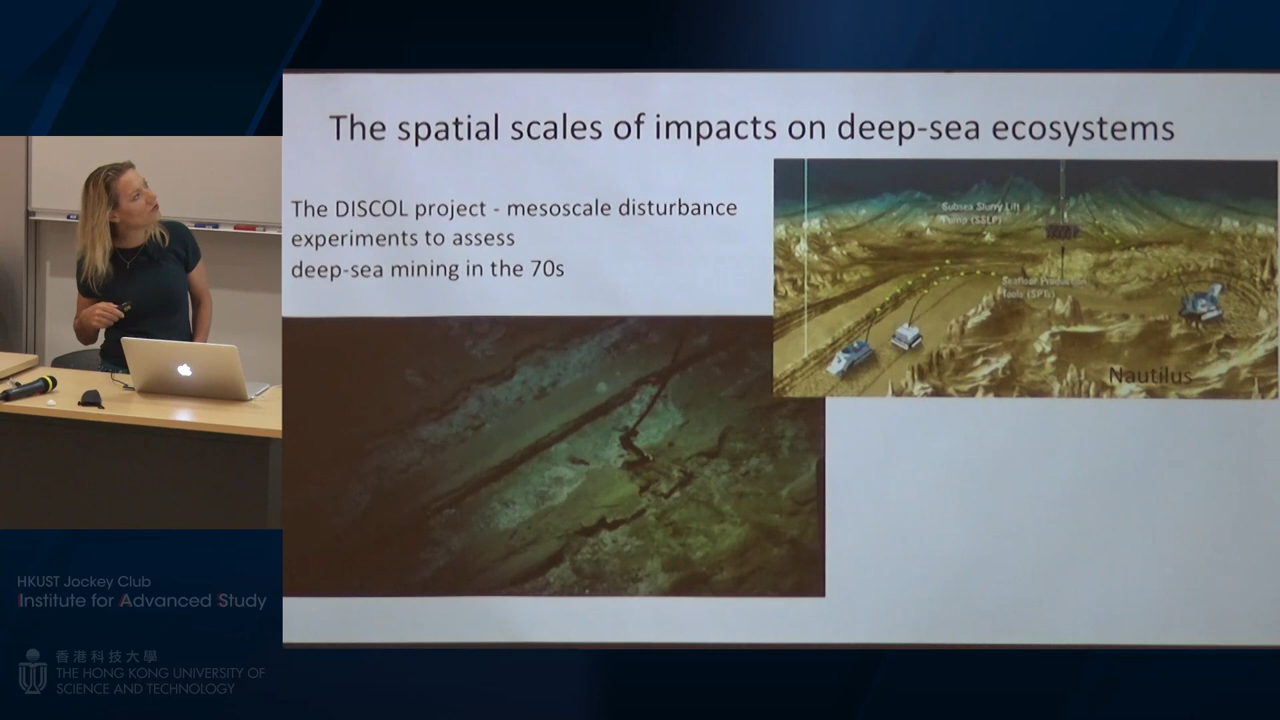 The spatial scales of impacts on deep-sea ecosystems
The DISCOL project - mesoscale disturbance
experiments to assess
deep-sea mining in the 70s
Subsea Slurry Lift
Pump (SSLP)
Seafloor Production
Tools (SPTs)
Nautilus
HKUST Jockey Club
Institute for Advanced Study
香港科技大學
THE HONG KONG UNIVERSITY OF
SCIENCE AND TECHNOLOGY